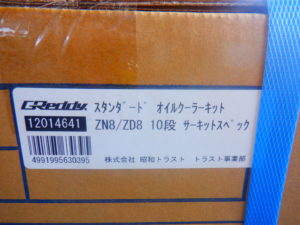 GReddy スタンダード オイルクーラーキット
12014641 ZN8/ZD8 10段 サーキットスペック
4991995630395 株式会社 昭和トラスト トラスト事業部